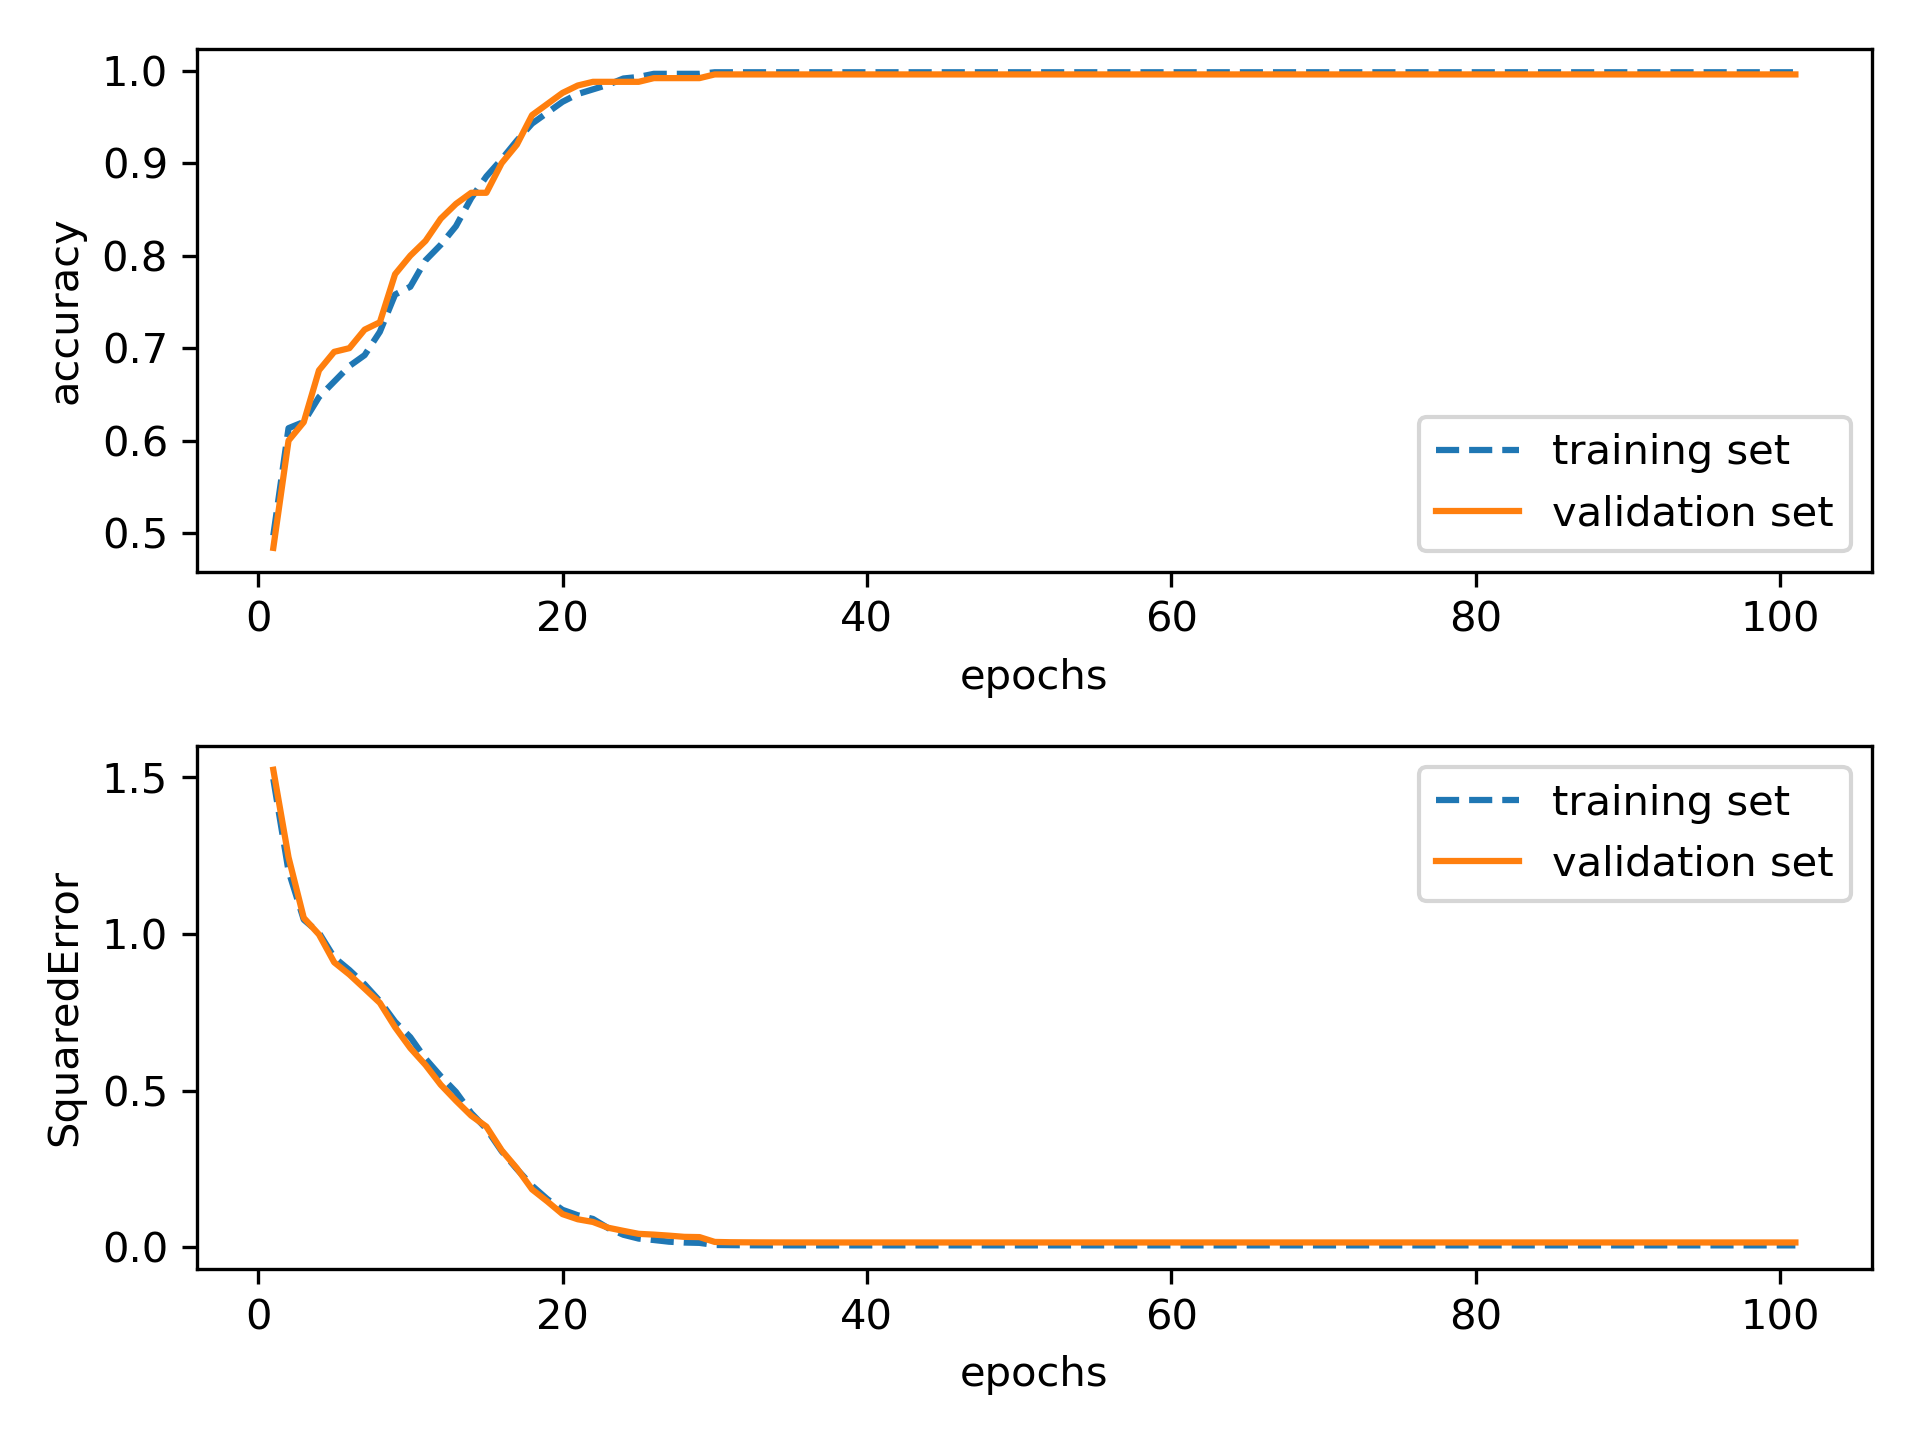 1.0
0.9
0.8
0.7
0.6
0.5
accuracy
training set
validation set
0 20 40 60 80 100
epochs
1.5
1.0
0.5
0.0
SquaredError
training set
validation set
0 20 40 60 80 100
epochs